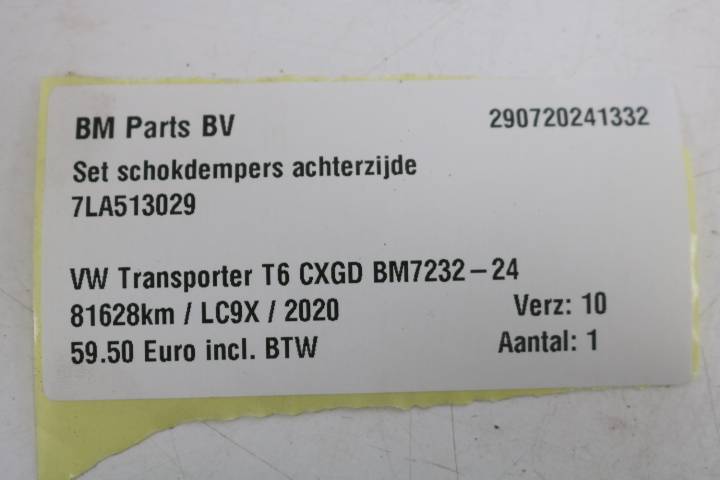 BM Parts BV 290720241332
Set schokdempers achterzijde
7LA513029
VW Transporter T6 CXGD BM7232-24
81628km / LC9X / 2020 Verz: 10
59.50 Euro incl. BTW Aantal: 1